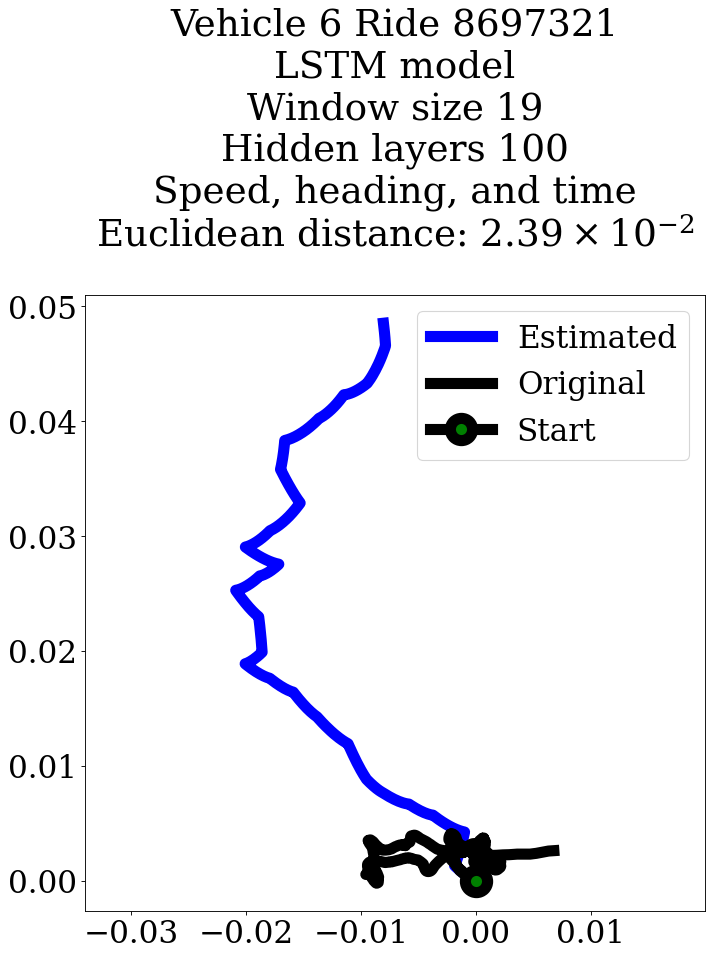 Vehicle 6 Ride 8697321
LSTM model
Window size 19
Hidden layers 100
Speed, heading, and time
Euclidean distance: 2.39 × 10⁻²
0.05
0.04
0.03
0.02
0.01
0.00
Estimated
Original
Start
−0.03 −0.02 −0.01 0.00 0.01